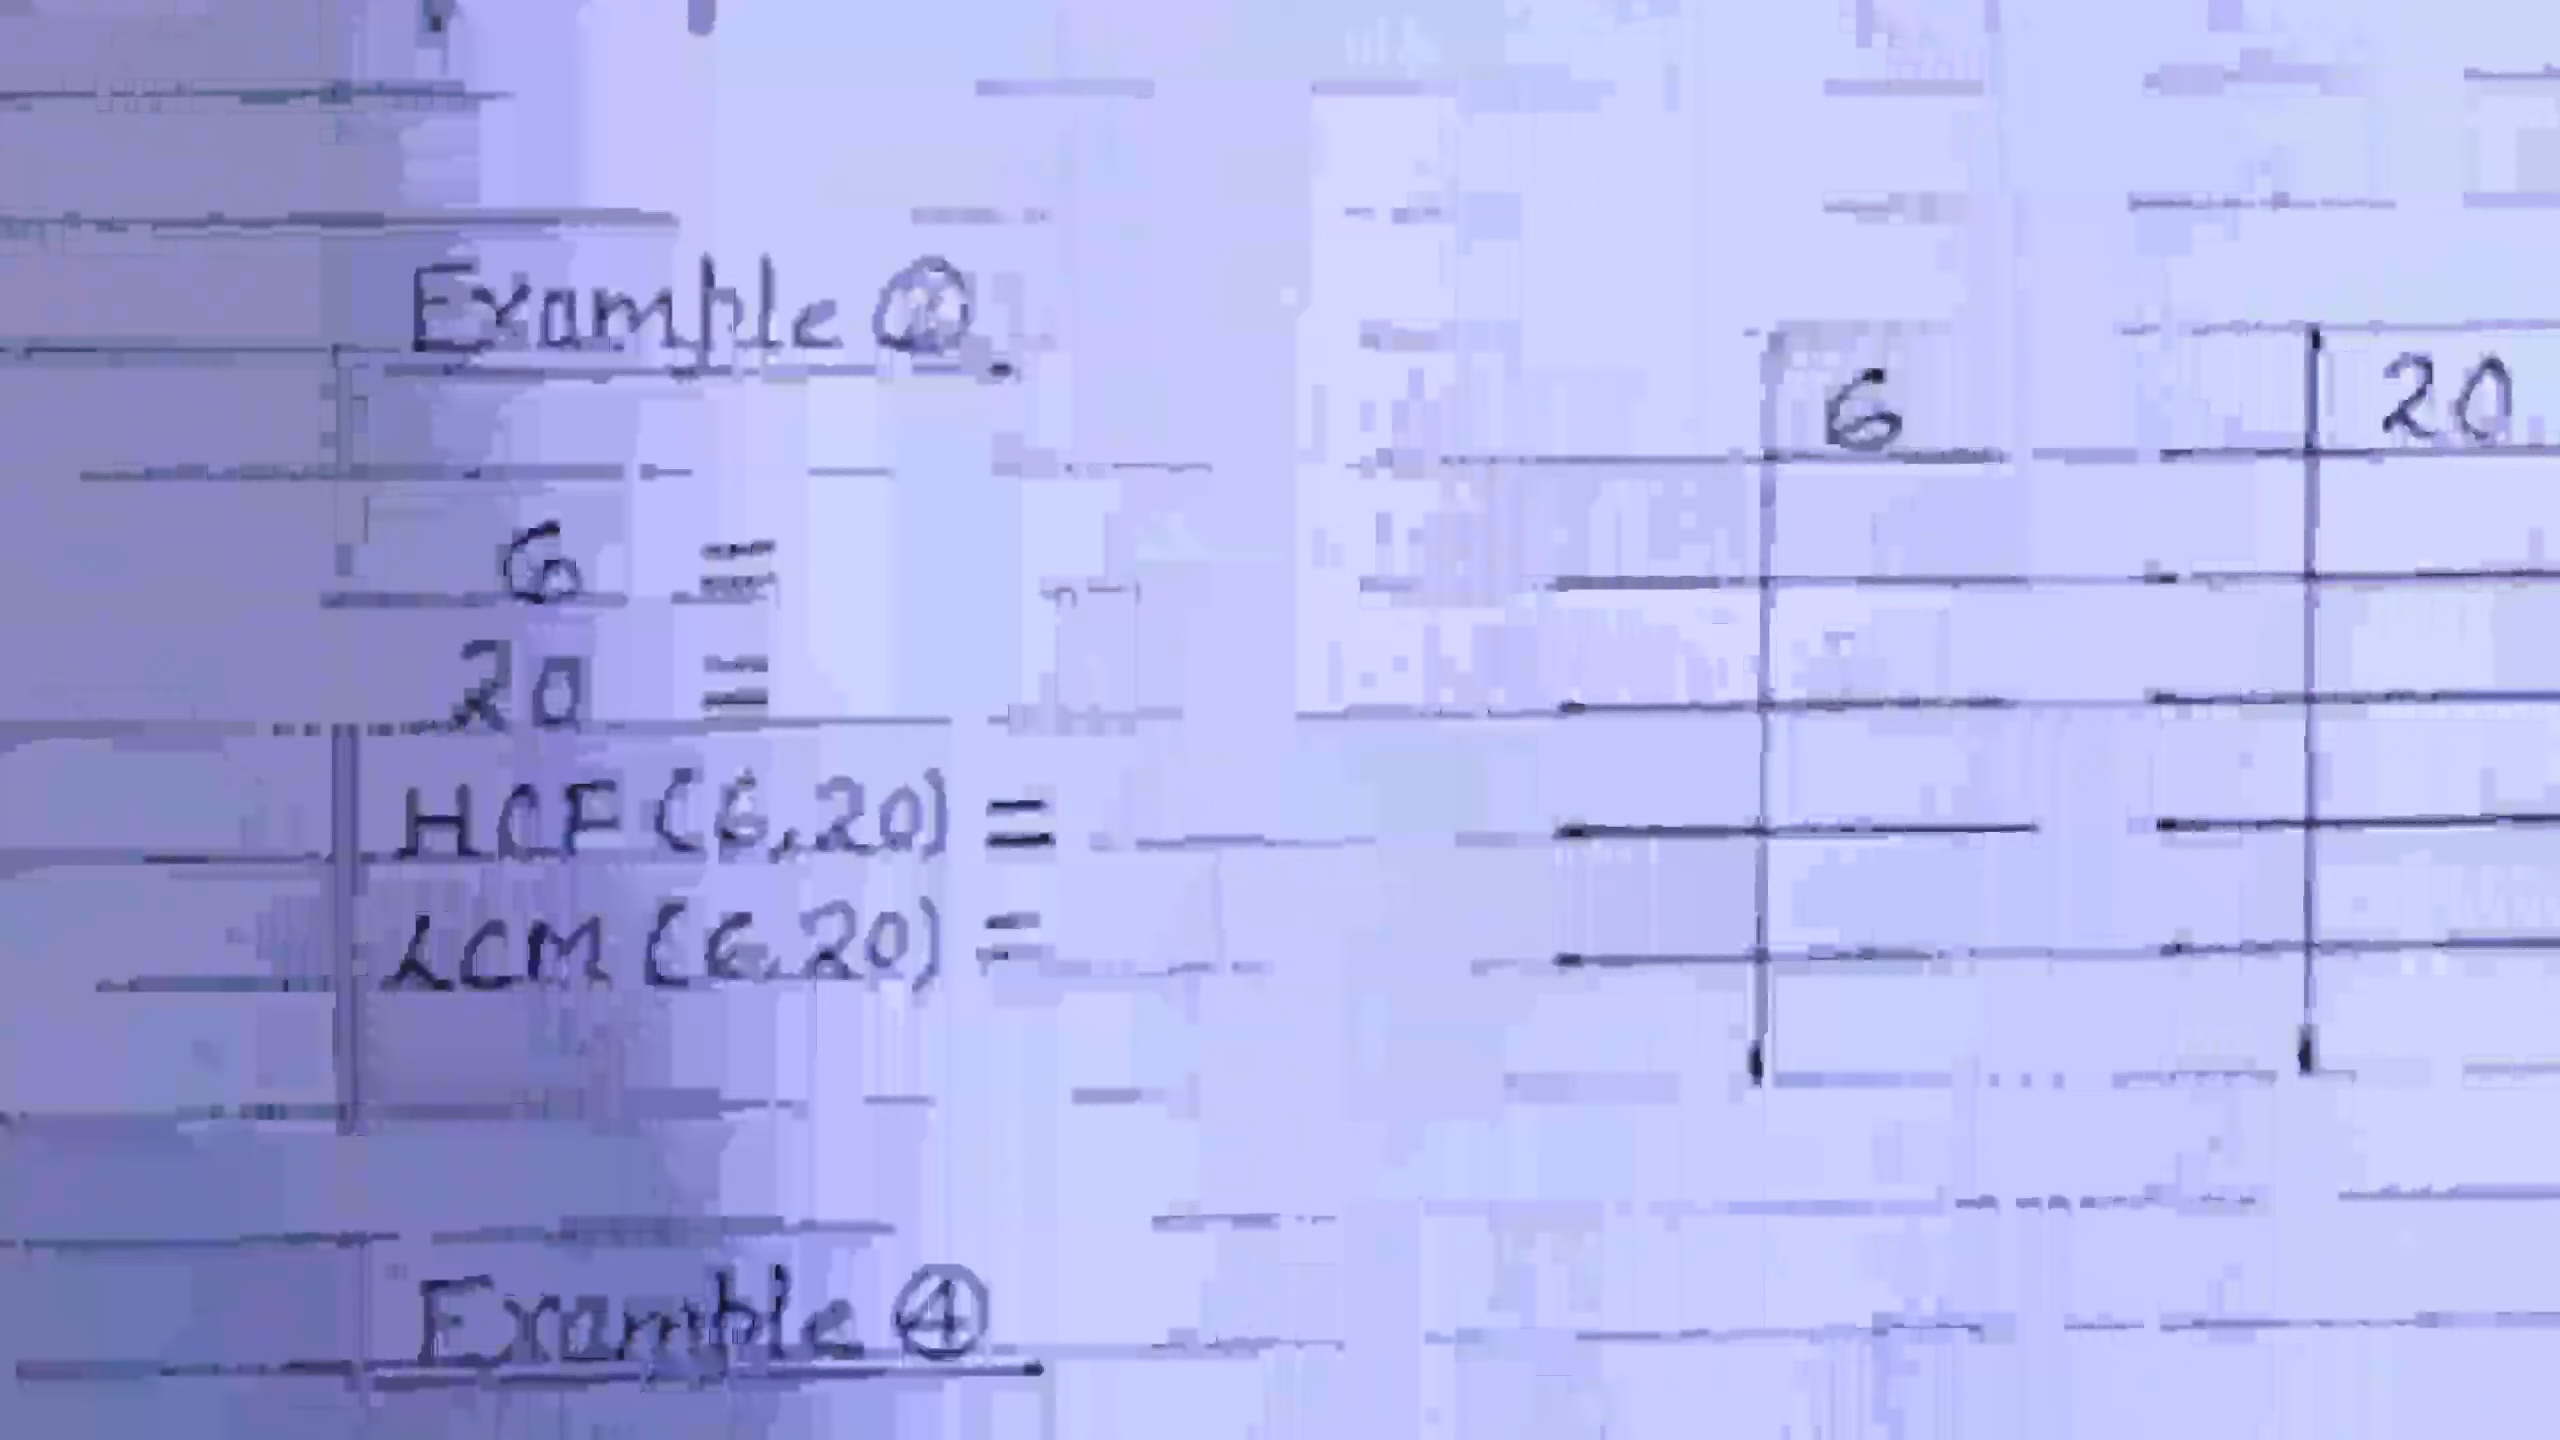 Example
6 20
6 =
20 =
HCF (6,20) =
LCM (6,20) =
Example ④